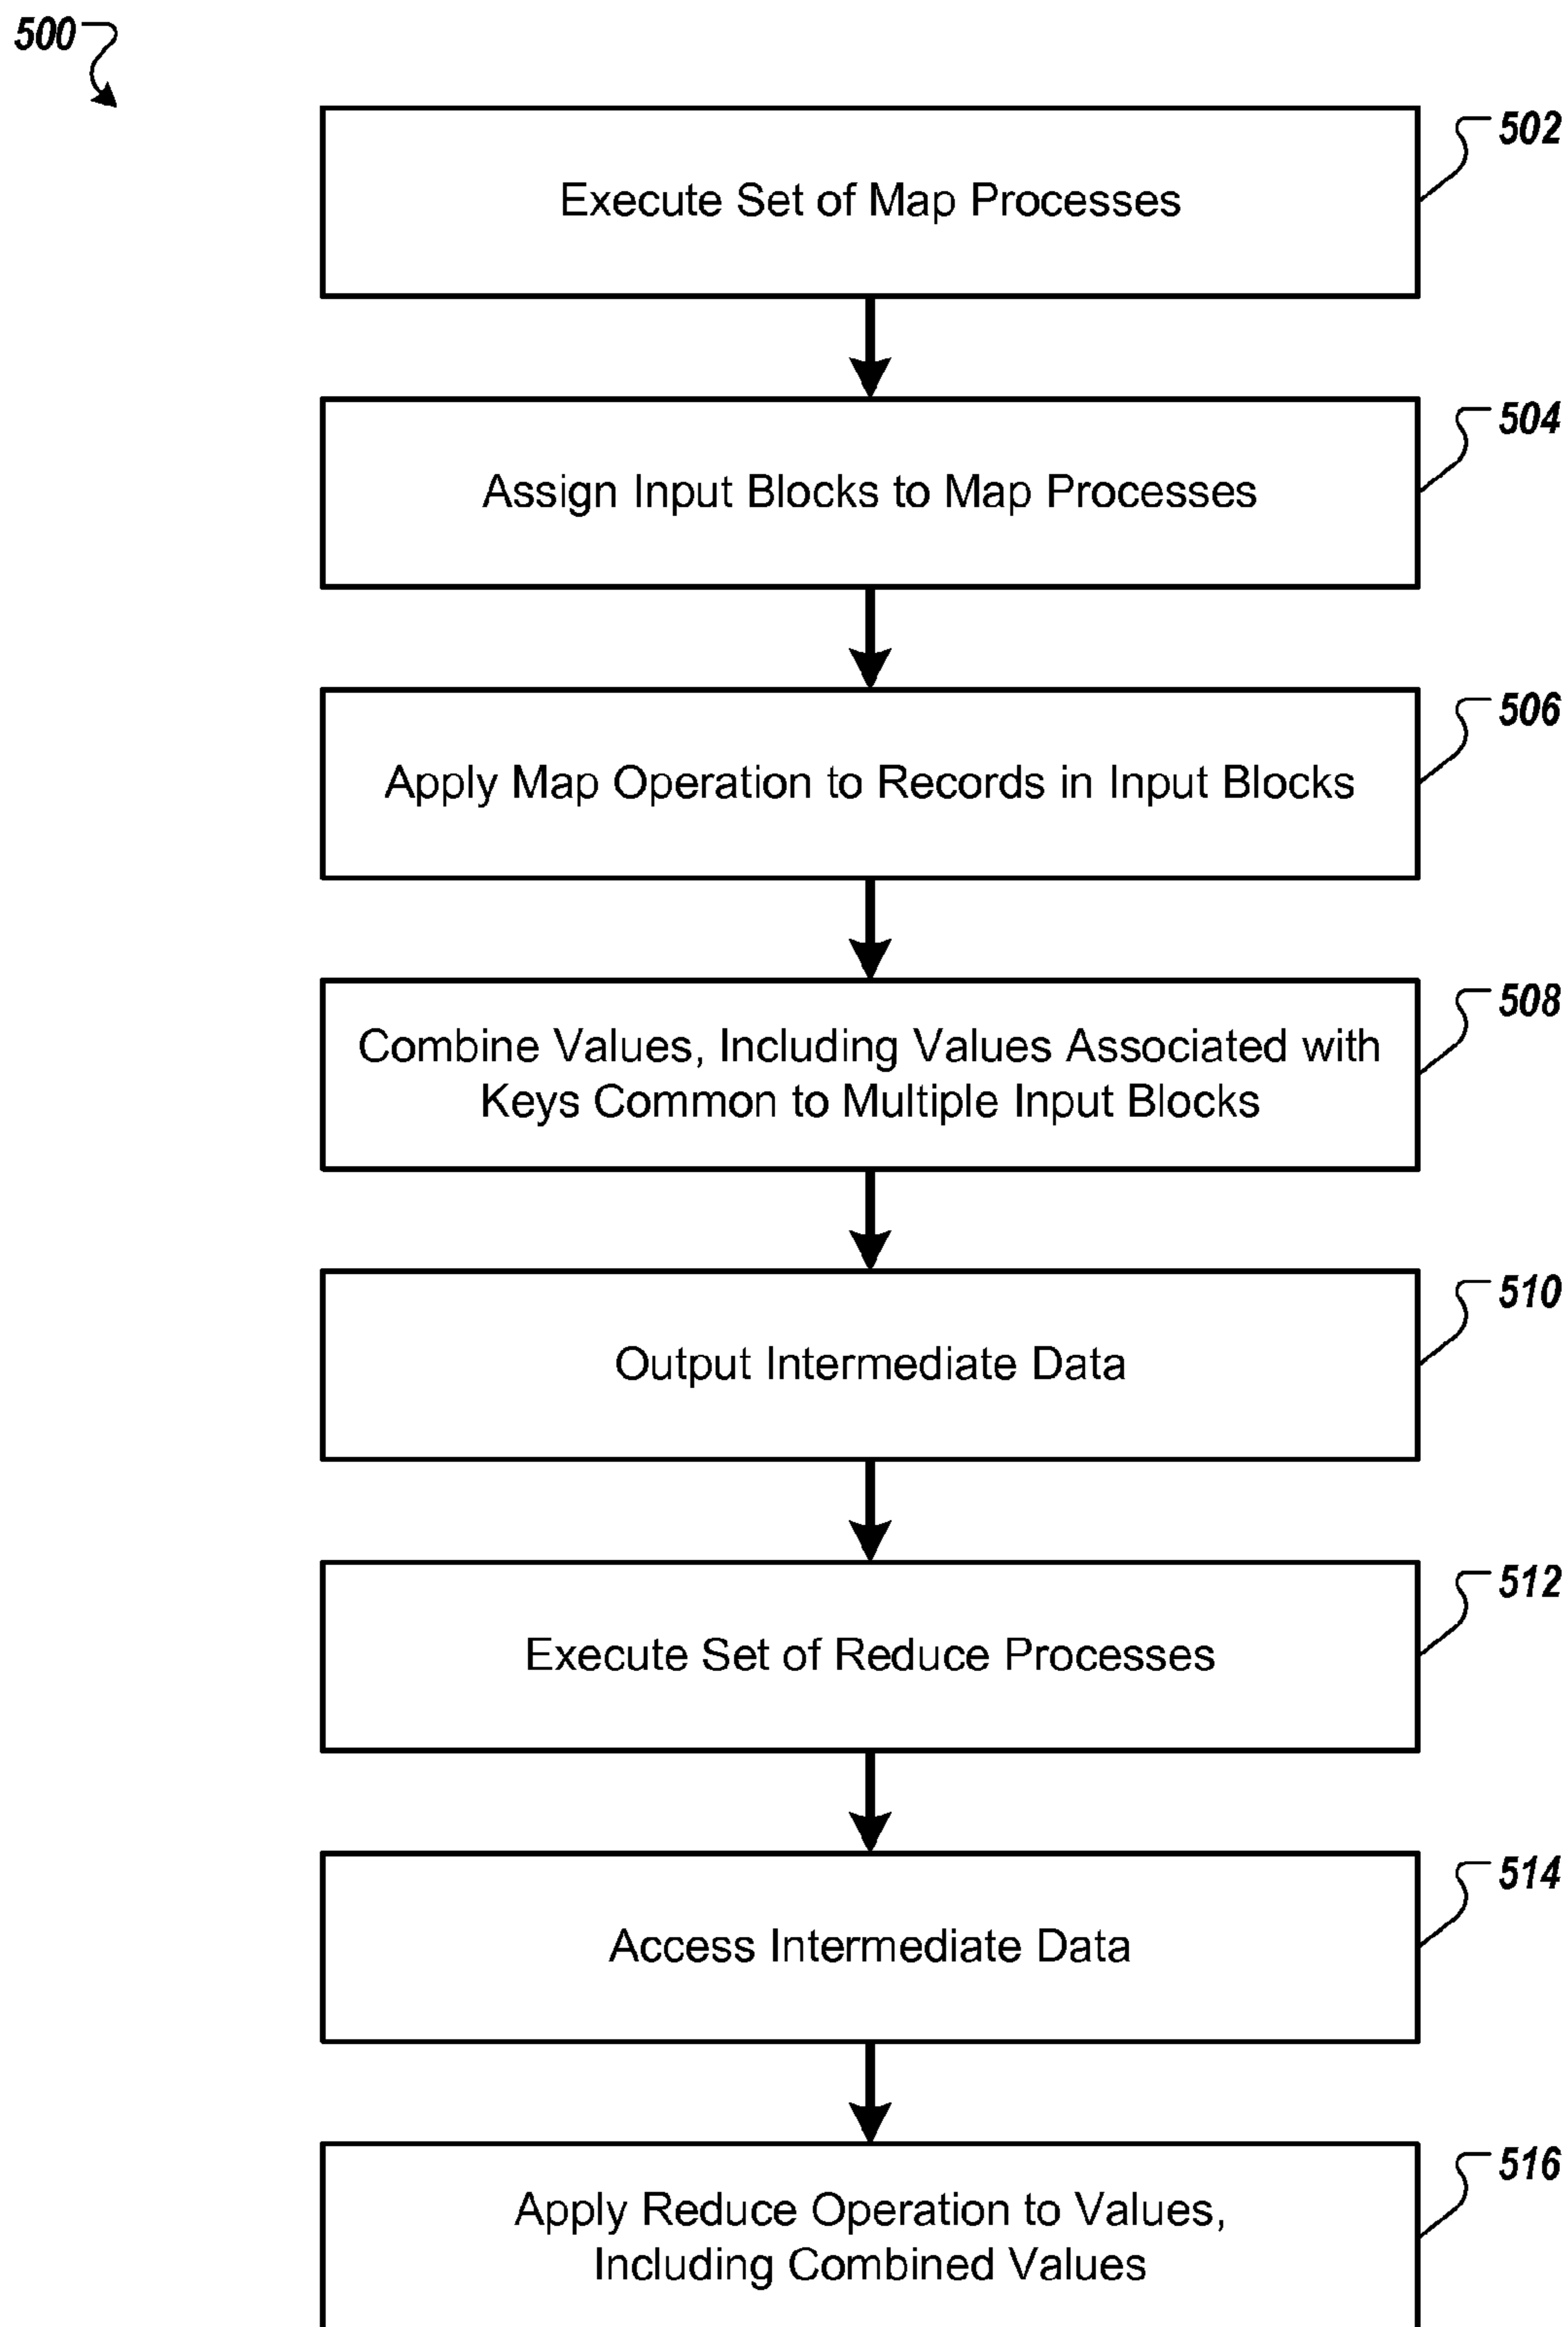 500
502
Execute Set of Map Processes
504
Assign Input Blocks to Map Processes
506
Apply Map Operation to Records in Input Blocks
508
Combine Values, Including Values Associated with
Keys Common to Multiple Input Blocks
510
Output Intermediate Data
512
Execute Set of Reduce Processes
514
Access Intermediate Data
516
Apply Reduce Operation to Values,
Including Combined Values